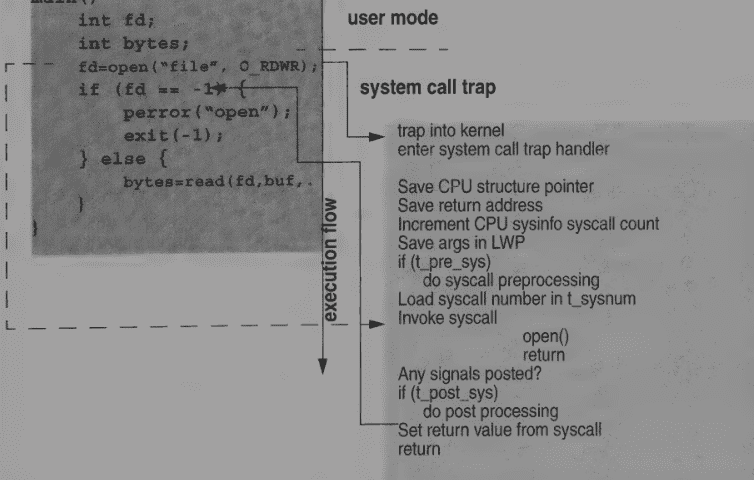 main()
int fd;
int bytes;
fd=open("file", O_RDWR);
if (fd == -1) {
perror("open");
exit(-1);
} else {
bytes=read(fd,buf,.
}
}
user mode
system call trap
execution flow
trap into kernel
enter system call trap handler
Save CPU structure pointer
Save return address
Increment CPU sysinfo syscall count
Save args in LWP
if (t_pre_sys)
do syscall preprocessing
Load syscall number in t_sysnum
Invoke syscall
open()
return
Any signals posted?
if (t_post_sys)
do post processing
Set return value from syscall
return